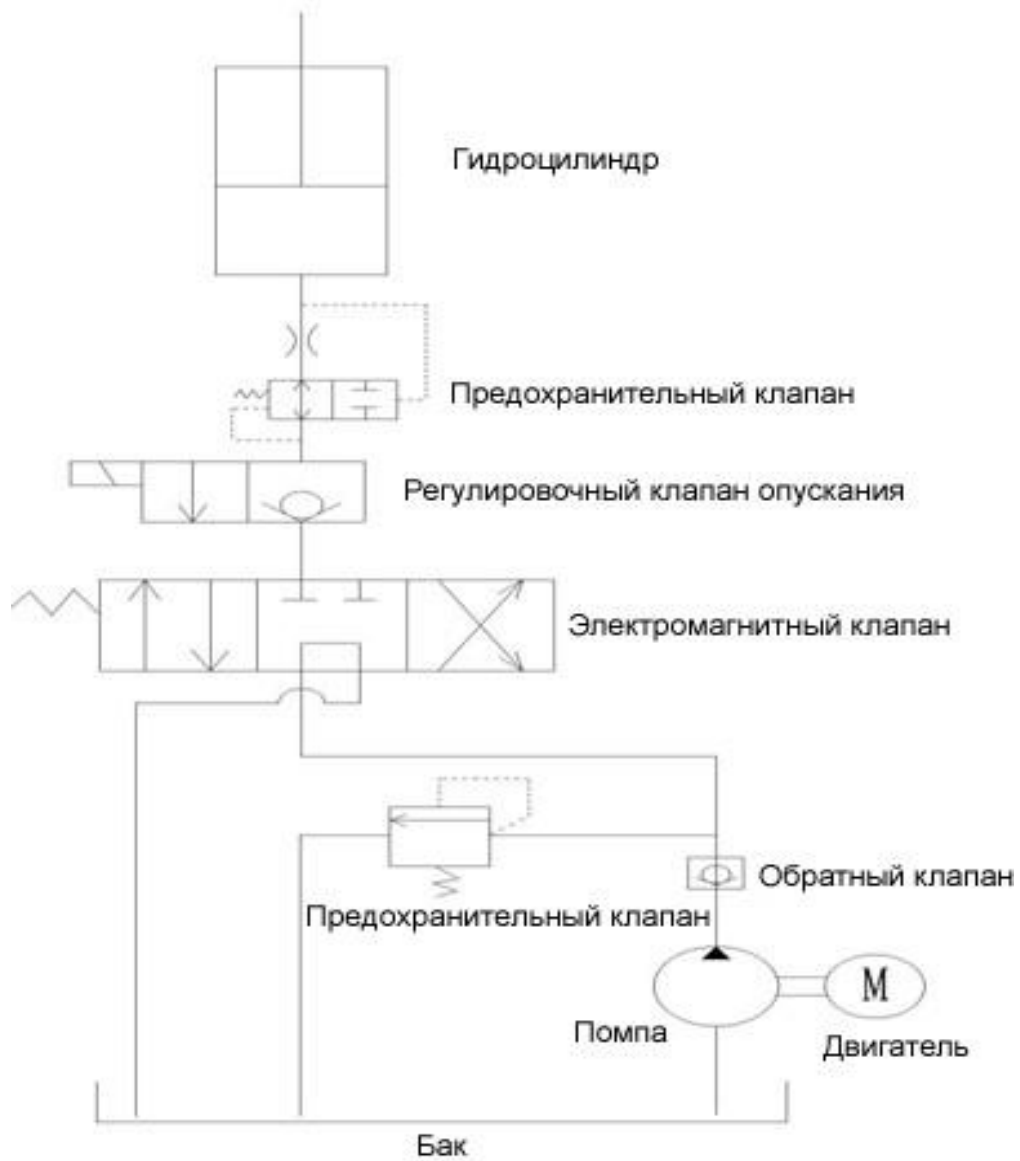 Гидроцилиндр
Предохранительный клапан
Регулировочный клапан опускания
Электромагнитный клапан
Обратный клапан
Предохранительный клапан
М
Помпа
Двигатель
Бак